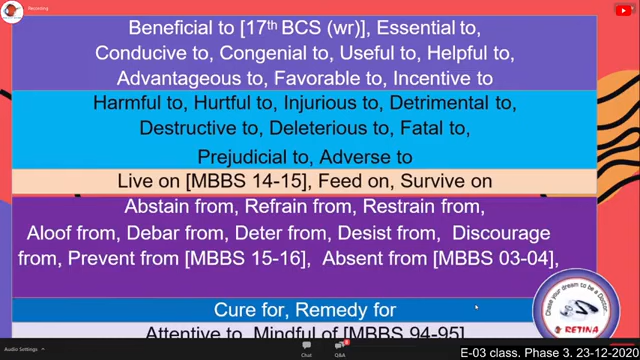 Recording
Beneficial to [17th BCS (wr)], Essential to,
Conducive to, Congenial to, Useful to, Helpful to,
Advantageous to, Favorable to, Incentive to
Harmful to, Hurtful to, Injurious to, Detrimental to,
Destructive to, Deleterious to, Fatal to,
Prejudicial to, Adverse to
Live on [MBBS 14-15], Feed on, Survive on
Abstain from, Refrain from, Restrain from,
Aloof from, Debar from, Deter from, Desist from, Discourage
from, Prevent from [MBBS 15-16], Absent from [MBBS 03-04],
Cure for, Remedy for
Attentive to, Mindful of [MBBS 94-95]
Chase your dream to be a Doctor...
RETINA
Audio Settings
Chat
Q&A
E-03 class. Phase 3. 23-12-2020